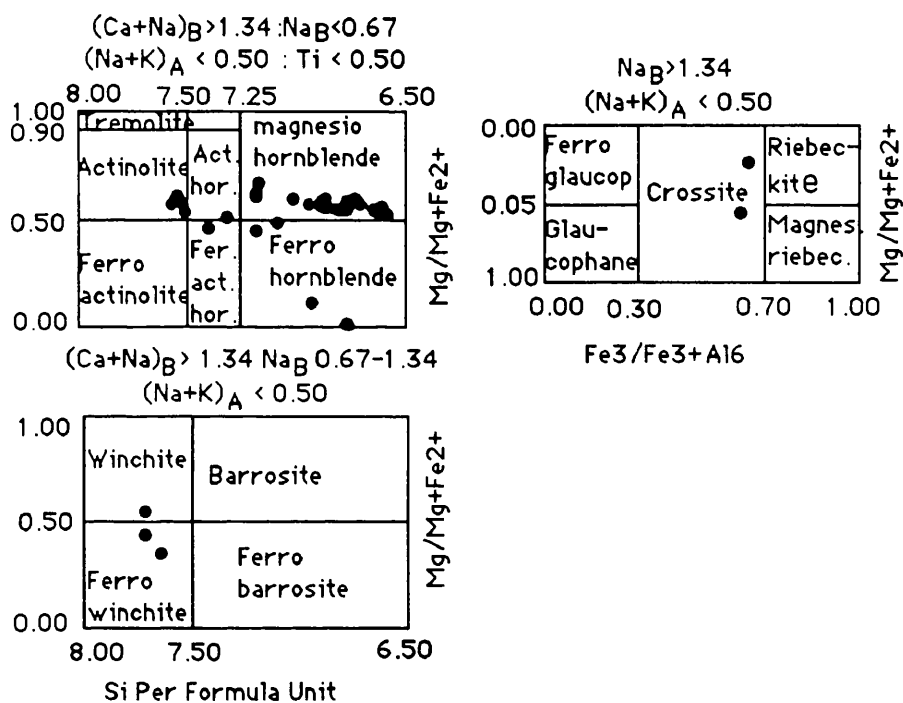 (Ca+Na)B>1.34:NaB<0.67
(Na+K)A < 0.50 : Ti < 0.50
8.00 7.50 7.25 6.50
1.00
0.90
0.50
0.00
Tremolite
Actinolite
Act.
hor.
magnesio
hornblende
Ferro
actinolite
Fer.
act.
hor.
Ferro
hornblende
Mg/Mg+Fe2+
NaB>1.34
(Na+K)A < 0.50
0.00
0.05
1.00
Ferro
glaucop
Crossite
Riebec-
kite
Glau-
cophane
Magnes.
riebec.
Mg/Mg+Fe2+
0.00 0.30 0.70 1.00
Fe3/Fe3+Al6
(Ca+Na)B> 1.34 NaB 0.67-1.34
(Na+K)A < 0.50
1.00
0.50
0.00
Winchite
Barrosite
Ferro
winchite
Ferro
barrosite
Mg/Mg+Fe2+
8.00 7.50 6.50
Si Per Formula Unit